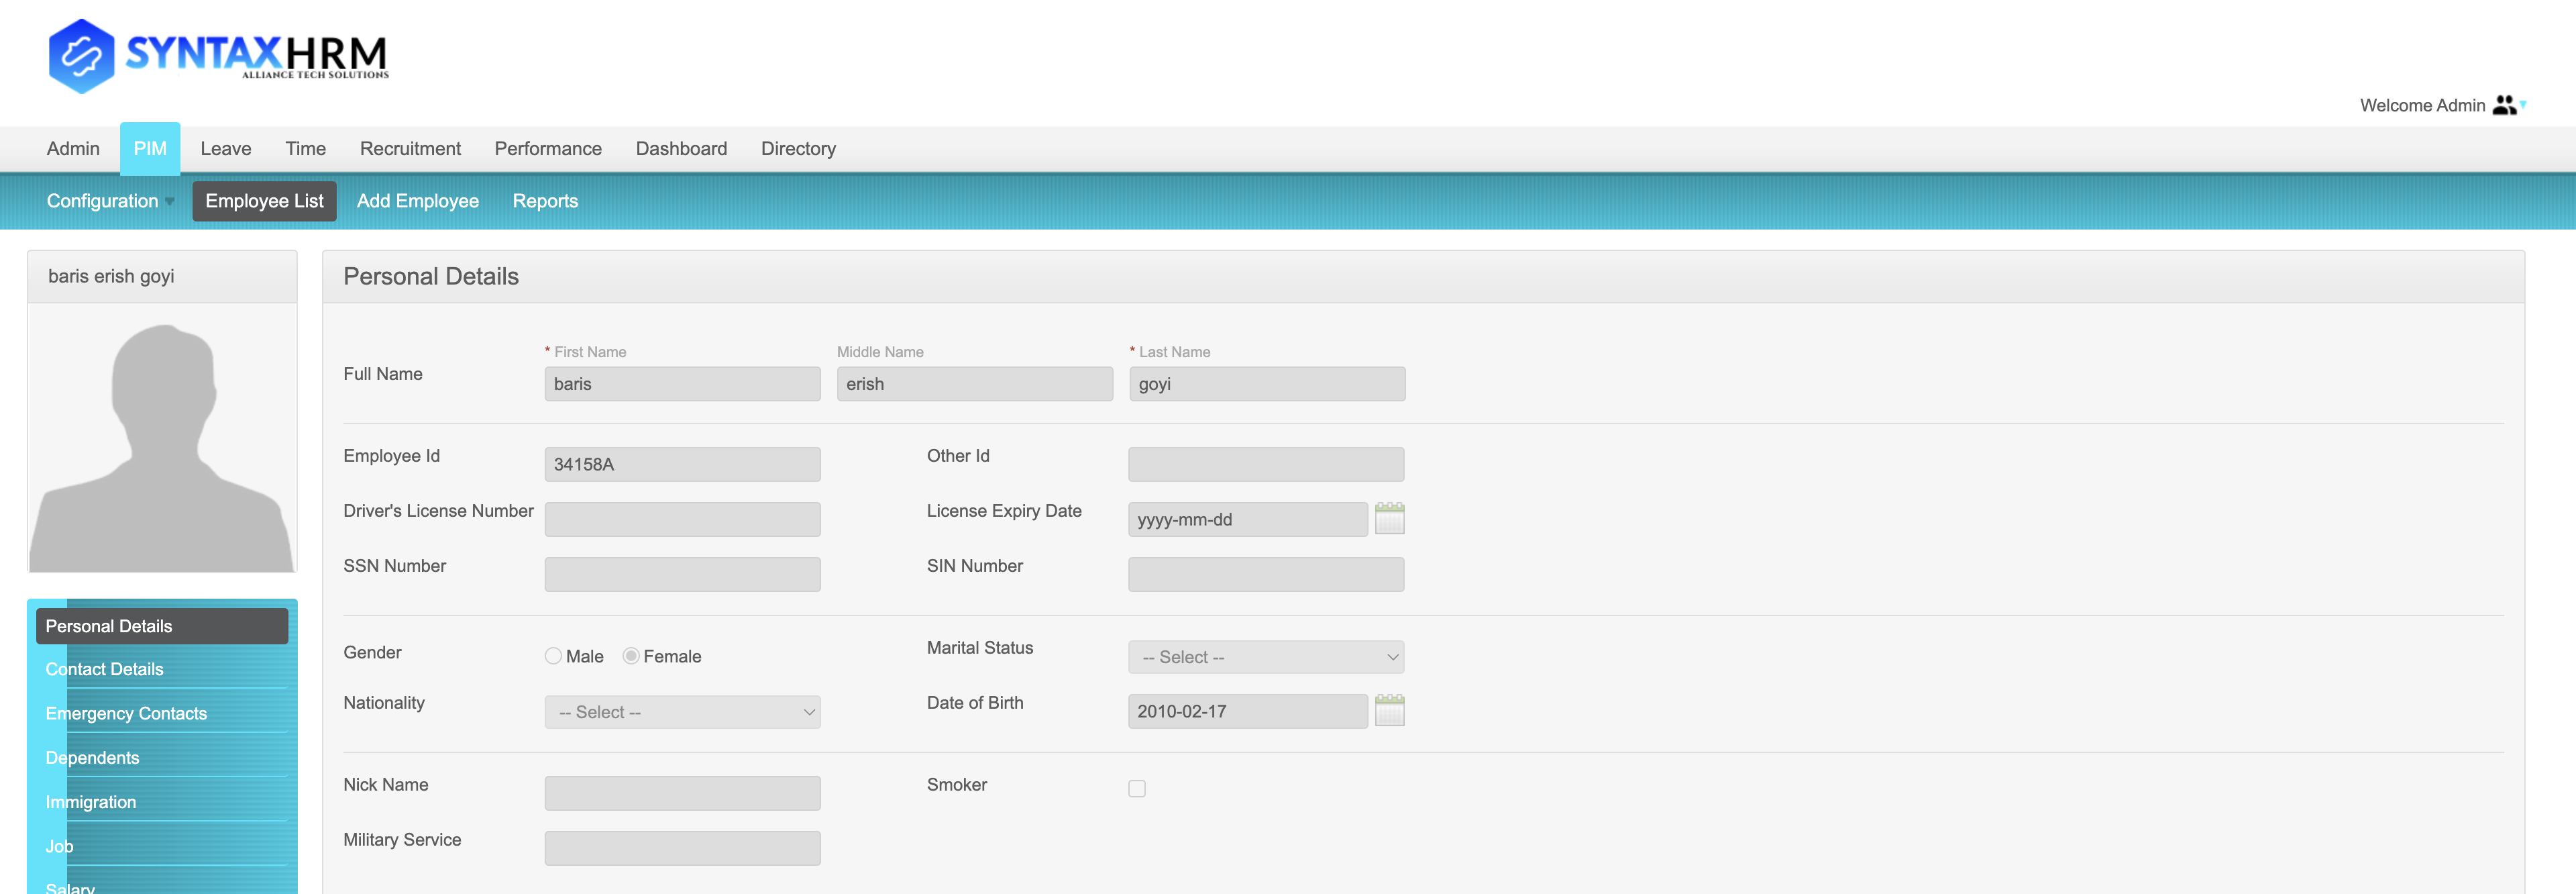 SYNTAXHRM
ALLIANCE TECH SOLUTIONS
Welcome Admin
Admin PIM Leave Time Recruitment Performance Dashboard Directory
Configuration Employee List Add Employee Reports
baris erish goyi
Personal Details
* First Name Middle Name * Last Name
Full Name baris erish goyi
Employee Id 34158A Other Id
Driver's License Number License Expiry Date yyyy-mm-dd
SSN Number SIN Number
Gender Male Female Marital Status -- Select --
Nationality -- Select -- Date of Birth 2010-02-17
Nick Name Smoker
Military Service
Personal Details
Contact Details
Emergency Contacts
Dependents
Immigration
Job
Salary